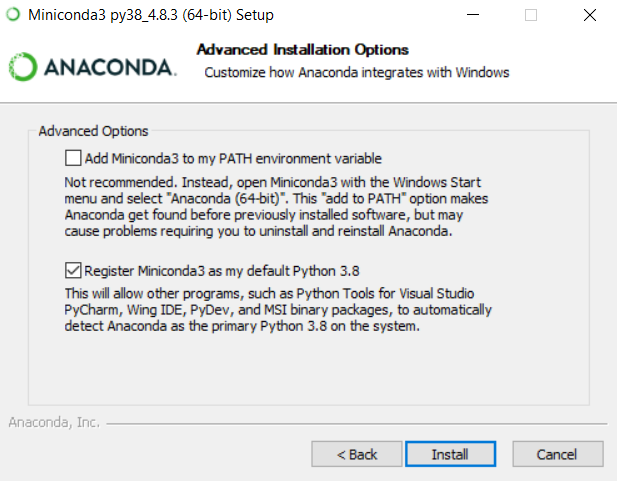 Miniconda3 py38_4.8.3 (64-bit) Setup
ANACONDA.
Advanced Installation Options
Customize how Anaconda integrates with Windows
Advanced Options
Add Miniconda3 to my PATH environment variable
Not recommended. Instead, open Miniconda3 with the Windows Start
menu and select "Anaconda (64-bit)". This "add to PATH" option makes
Anaconda get found before previously installed software, but may
cause problems requiring you to uninstall and reinstall Anaconda.
Register Miniconda3 as my default Python 3.8
This will allow other programs, such as Python Tools for Visual Studio
PyCharm, Wing IDE, PyDev, and MSI binary packages, to automatically
detect Anaconda as the primary Python 3.8 on the system.
Anaconda, Inc.
< Back Install Cancel